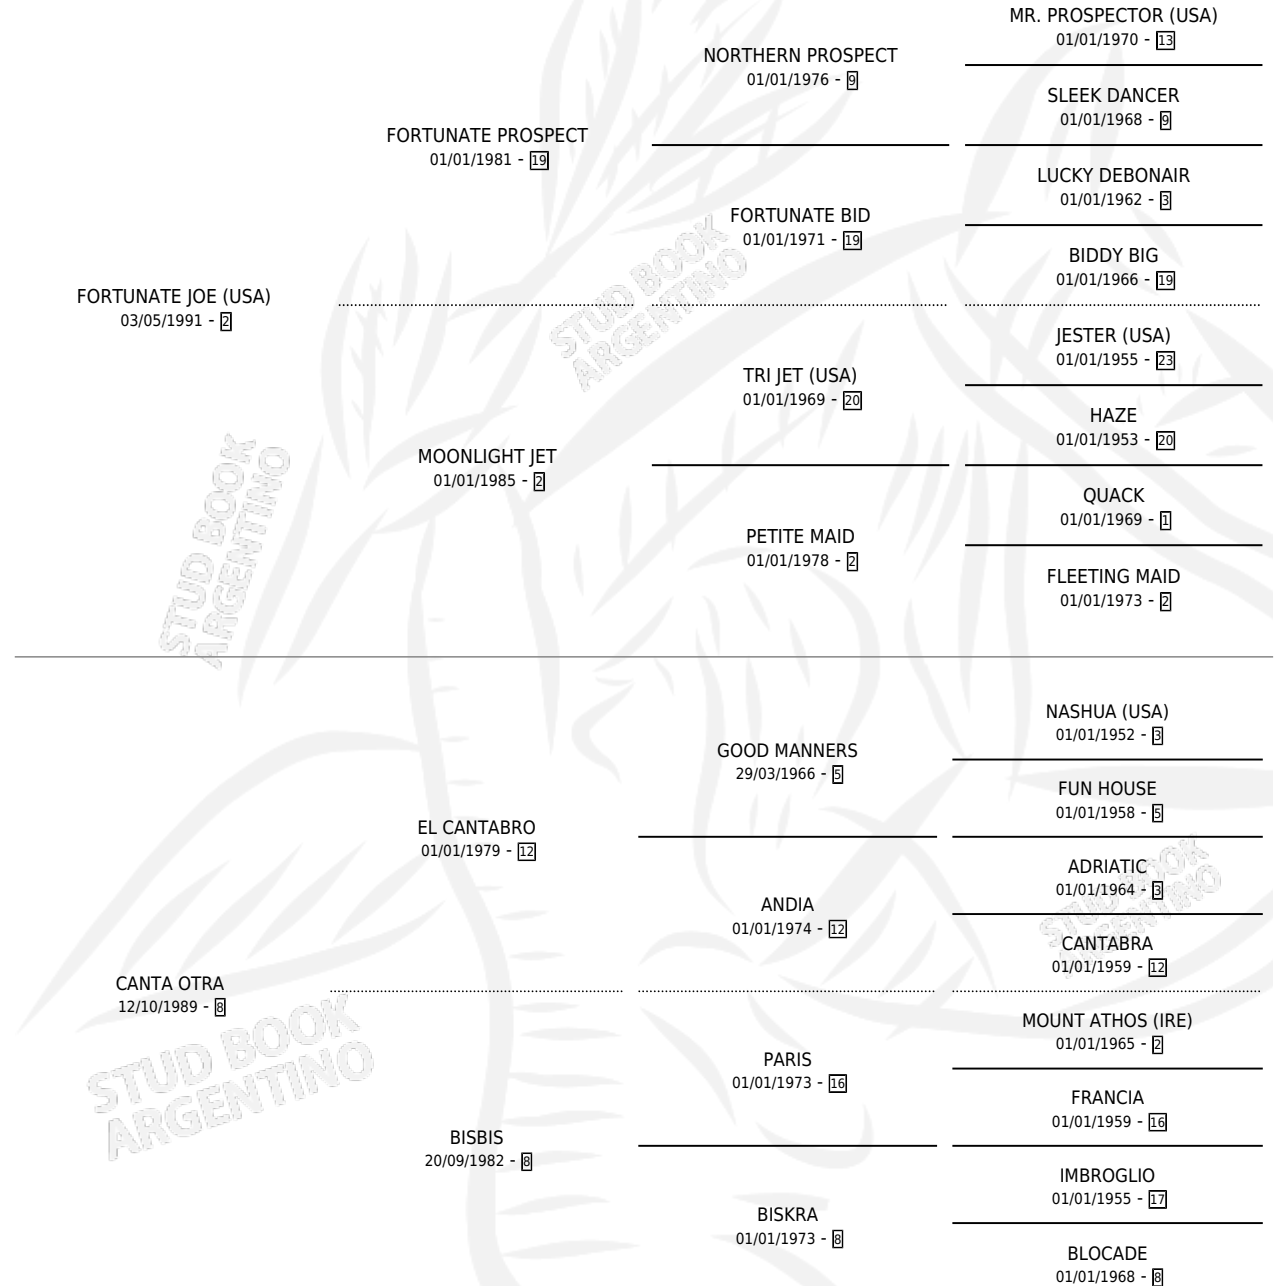 MR. PROSPECTOR (USA)
01/01/1970 - 13
NORTHERN PROSPECT
01/01/1976 - 9
SLEEK DANCER
01/01/1968 - 9
FORTUNATE PROSPECT
01/01/1981 - 19
LUCKY DEBONAIR
01/01/1962 - 3
FORTUNATE BID
01/01/1971 - 19
BIDDY BIG
01/01/1966 - 19
FORTUNATE JOE (USA)
03/05/1991 - 2
STUD BOOK
ARGENTINO
JESTER (USA)
01/01/1955 - 23
TRI JET (USA)
01/01/1969 - 20
HAZE
01/01/1953 - 20
MOONLIGHT JET
01/01/1985 - 2
QUACK
01/01/1969 - 1
PETITE MAID
01/01/1978 - 2
FLEETING MAID
01/01/1973 - 2
STUD BOOK
ARGENTINO
NASHUA (USA)
01/01/1952 - 3
GOOD MANNERS
29/03/1966 - 5
FUN HOUSE
01/01/1958 - 5
EL CANTABRO
01/01/1979 - 12
ADRIATIC
01/01/1964 - 3
ANDIA
01/01/1974 - 12
STUD BOOK
ARGENTINO
CANTABRA
01/01/1959 - 12
CANTA OTRA
12/10/1989 - 8
STUD BOOK
ARGENTINO
MOUNT ATHOS (IRE)
01/01/1965 - 2
PARIS
01/01/1973 - 16
FRANCIA
01/01/1959 - 16
BISBIS
20/09/1982 - 8
IMBROGLIO
01/01/1955 - 17
BISKRA
01/01/1973 - 8
BLOCADE
01/01/1968 - 8